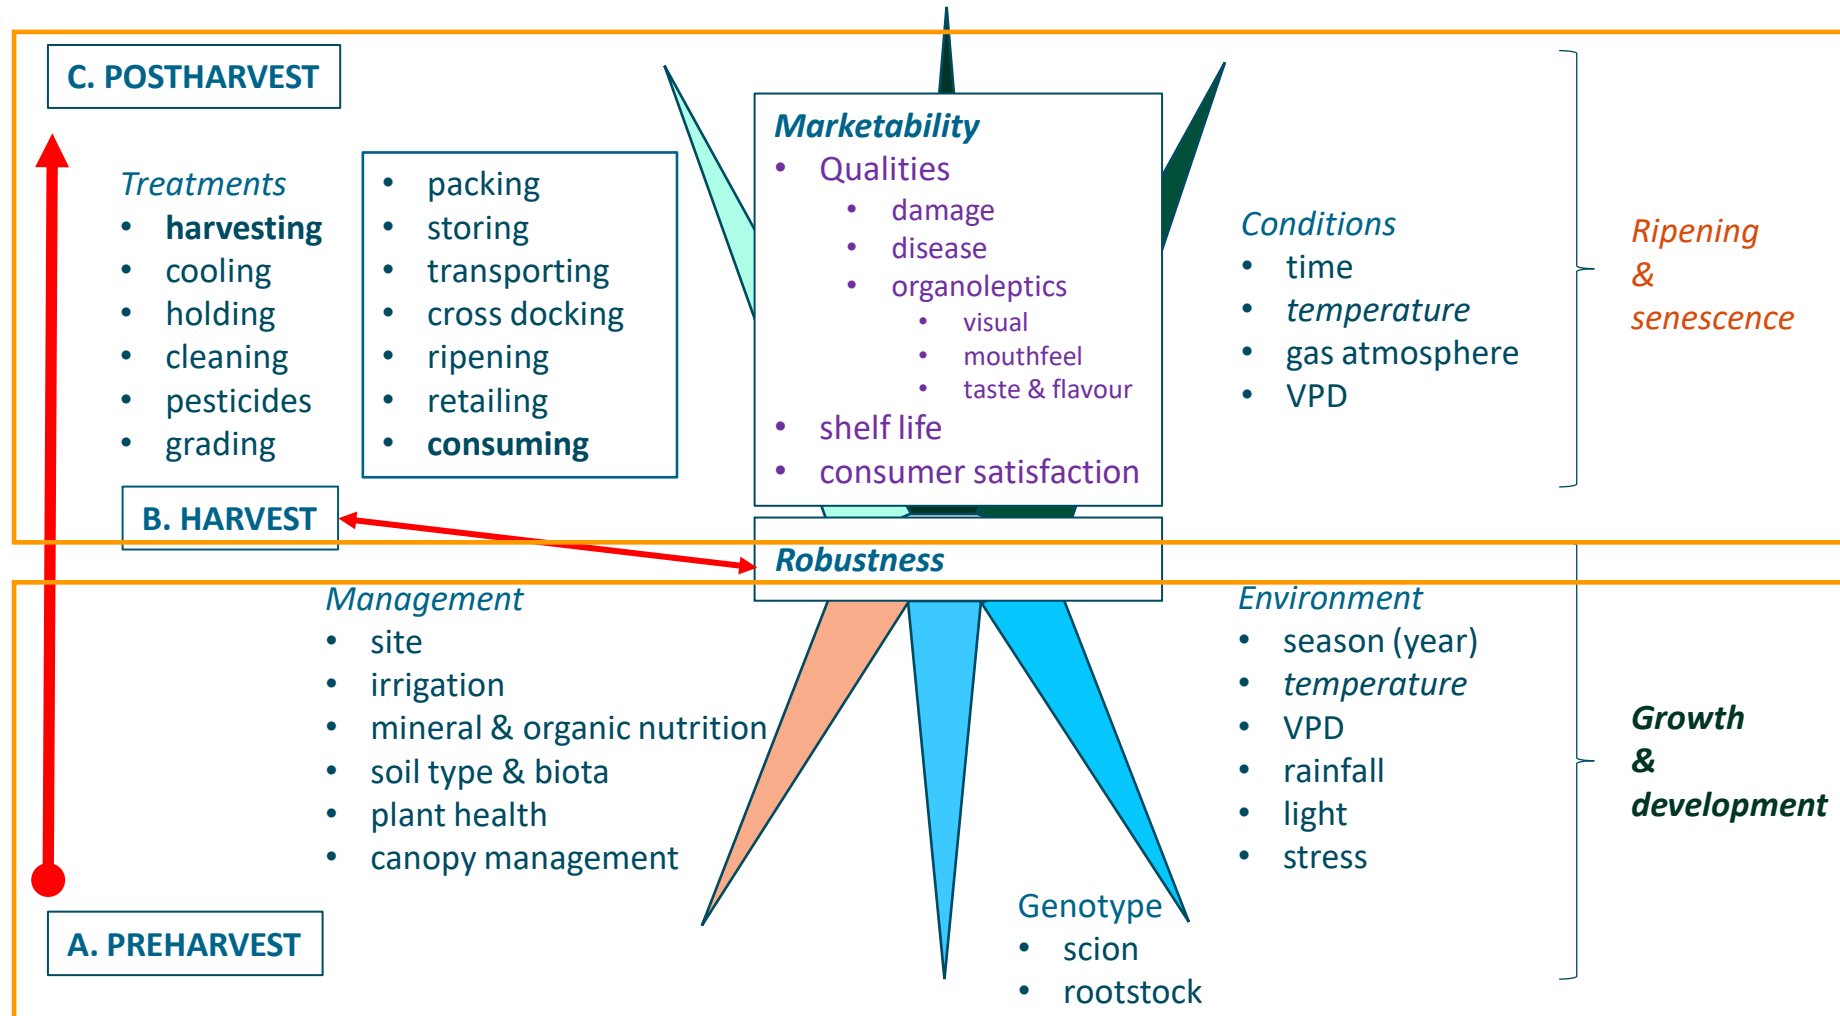 C. POSTHARVEST
Treatments
• harvesting
• cooling
• holding
• cleaning
• pesticides
• grading
• packing
• storing
• transporting
• cross docking
• ripening
• retailing
• consuming
Marketability
• Qualities
• damage
• disease
• organoleptics
• visual
• mouthfeel
• taste & flavour
• shelf life
• consumer satisfaction
Conditions
• time
• temperature
• gas atmosphere
• VPD
Ripening
&
senescence
B. HARVEST
Robustness
Management
• site
• irrigation
• mineral & organic nutrition
• soil type & biota
• plant health
• canopy management
Environment
• season (year)
• temperature
• VPD
• rainfall
• light
• stress
Growth
&
development
A. PREHARVEST
Genotype
• scion
• rootstock